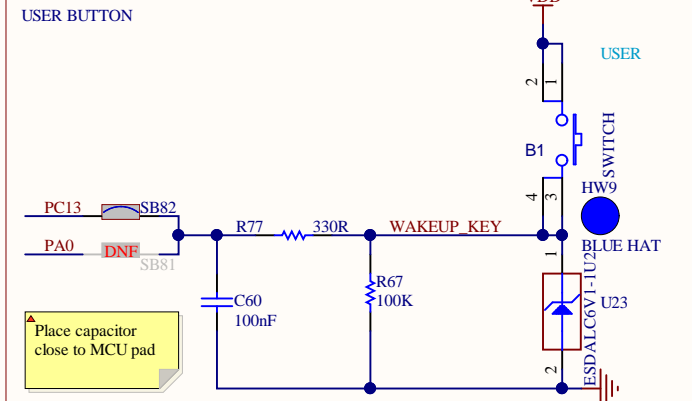 USER BUTTON
VDD
USER
2
1
B1
SWITCH
4
3
HW9
BLUE HAT
PC13
SB82
PA0
DNF
SB81
R77
330R
WAKEUP_KEY
C60
100nF
R67
100K
1
2
U23
ESDALC6V1-1U2
Place capacitor
close to MCU pad